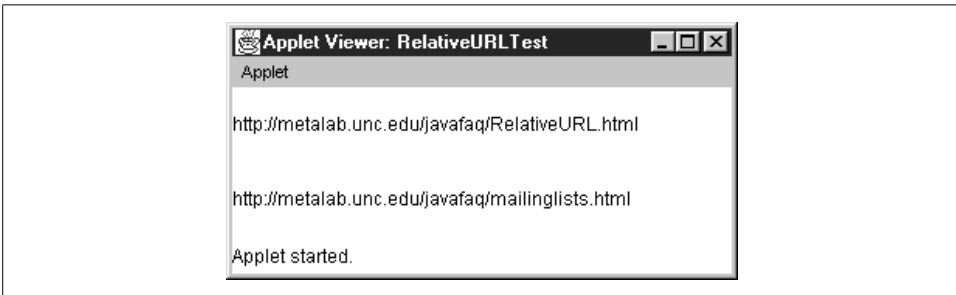 Applet Viewer: RelativeURLTest
Applet
http://metalab.unc.edu/javafaq/RelativeURL.html
http://metalab.unc.edu/javafaq/mailinglists.html
Applet started.